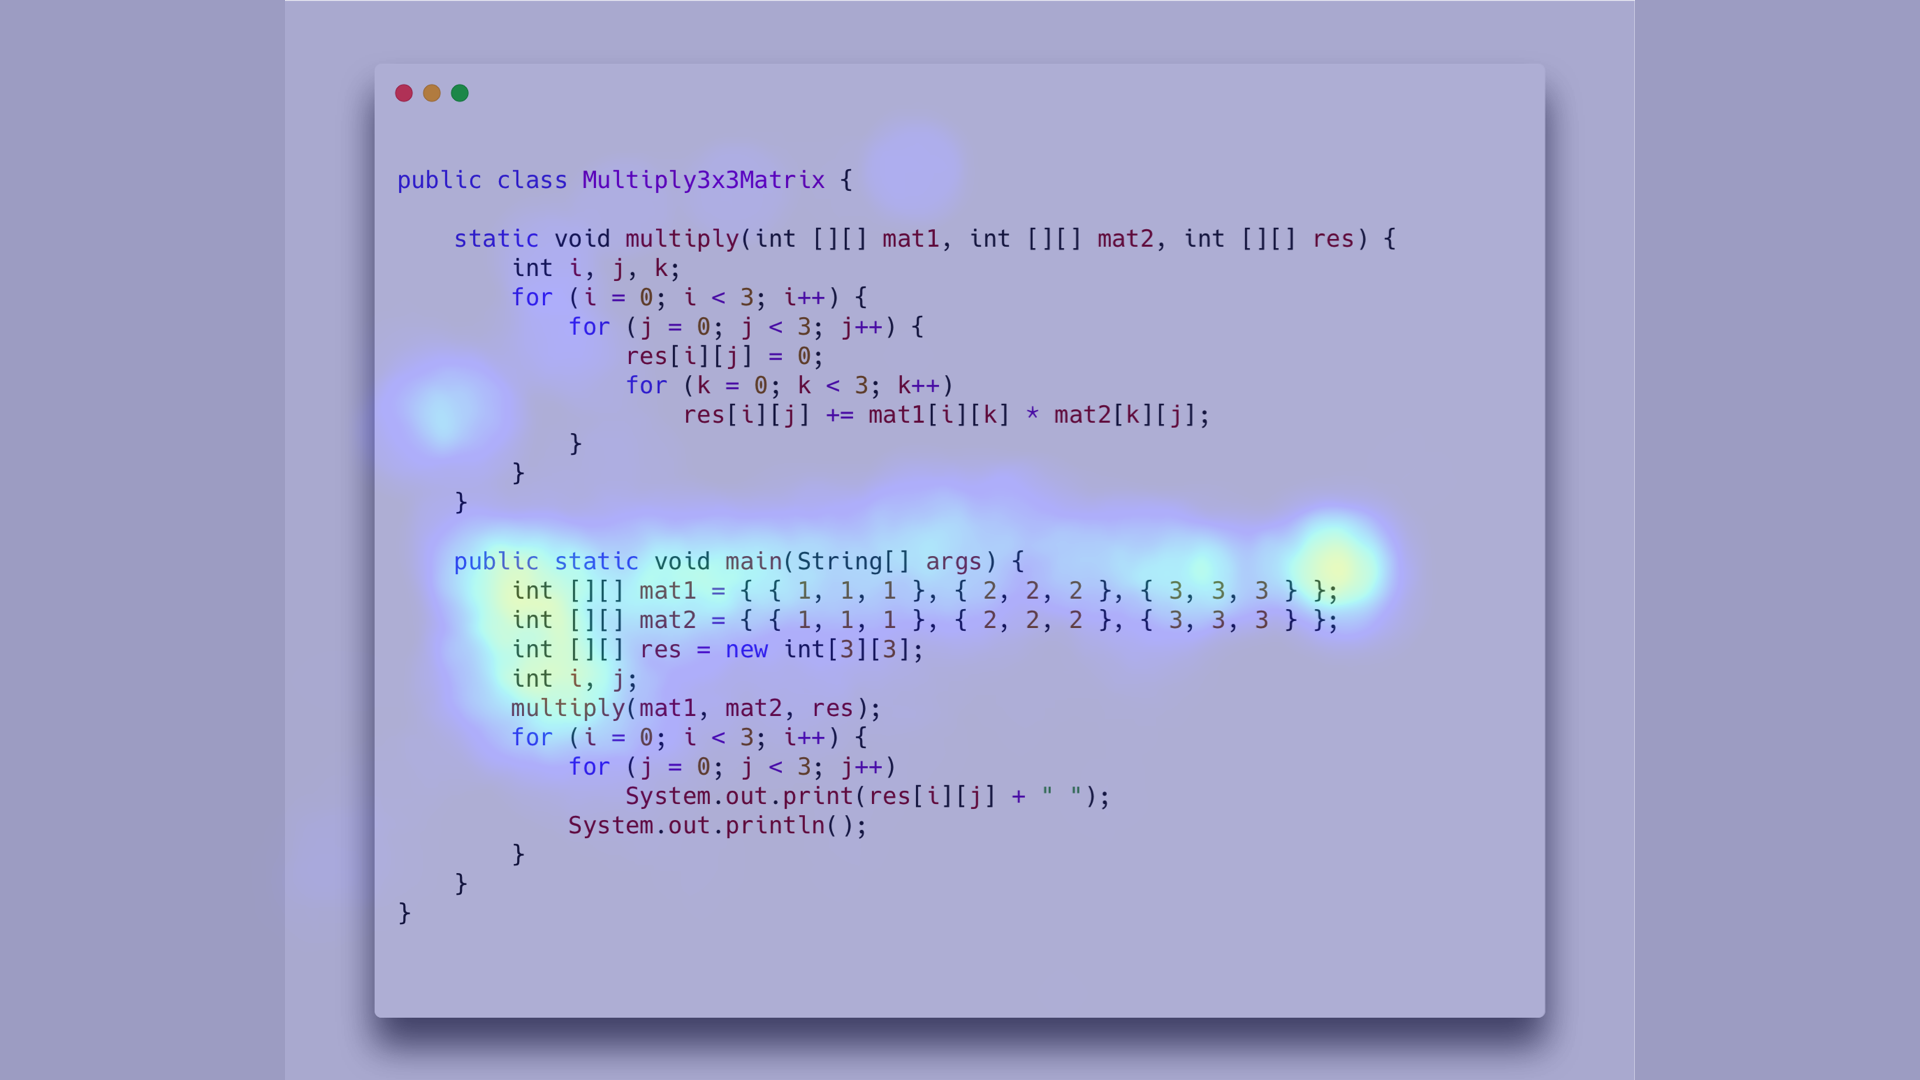 public class Multiply3x3Matrix {
static void multiply(int [][] mat1, int [][] mat2, int [][] res) {
int i, j, k;
for (i = 0; i < 3; i++) {
for (j = 0; j < 3; j++) {
res[i][j] = 0;
for (k = 0; k < 3; k++)
res[i][j] += mat1[i][k] * mat2[k][j];
}
}
}
public static void main(String[] args) {
int [][] mat1 = { { 1, 1, 1 }, { 2, 2, 2 }, { 3, 3, 3 } };
int [][] mat2 = { { 1, 1, 1 }, { 2, 2, 2 }, { 3, 3, 3 } };
int [][] res = new int[3][3];
int i, j;
multiply(mat1, mat2, res);
for (i = 0; i < 3; i++) {
for (j = 0; j < 3; j++)
System.out.print(res[i][j] + " ");
System.out.println();
}
}
}